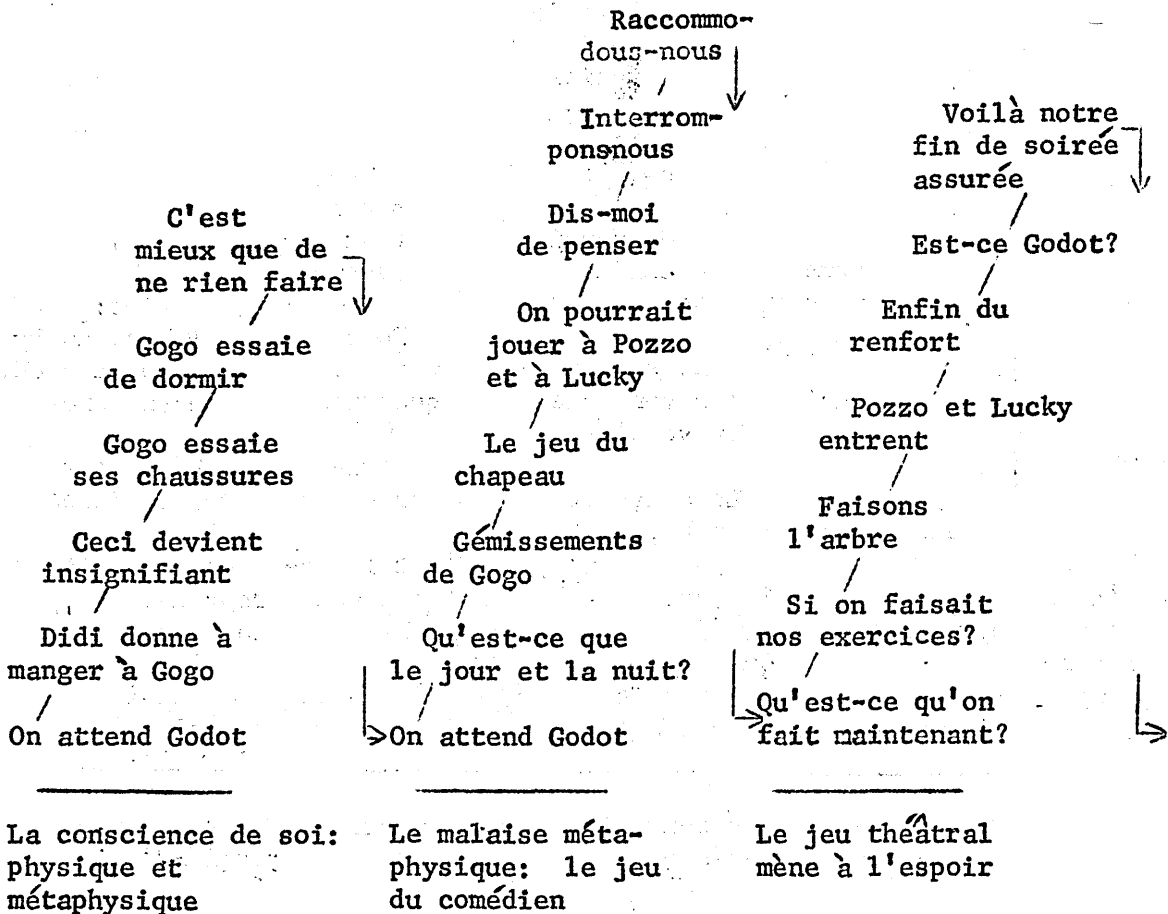 C'est
mieux que de
ne rien faire
Gogo essaie
de dormir
Gogo essaie
ses chaussures
Ceci devient
insignifiant
Didi donne à
manger à Gogo
On attend Godot
La conscience de soi:
physique et
métaphysique
Raccommo-
dous-nous
Interrom-
ponsnous
Dis-moi
de penser
On pourrait
jouer à Pozzo
et à Lucky
Le jeu du
chapeau
Gémissements
de Gogo
Qu'est-ce que
le jour et la nuit?
On attend Godot
Le malaise méta-
physique: le jeu
du comédien
Voilà notre
fin de soirée
assurée
Est-ce Godot?
Enfin du
renfort
Pozzo et Lucky
entrent
Faisons
l'arbre
Si on faisait
nos exercices?
Qu'est-ce qu'on
fait maintenant?
Le jeu théâtral
mène à l'espoir